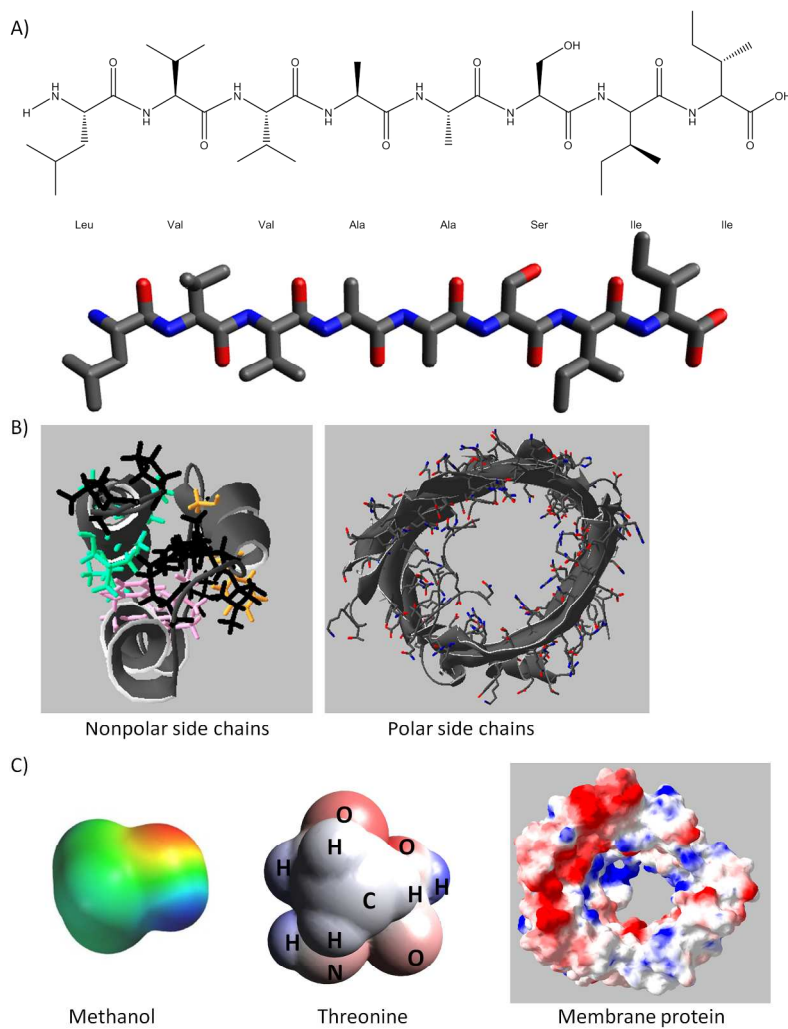 A)
OH
O O O O
H N N N N
N H H H OH
H N N N N
H H H H
O O O O
Leu Val Val Ala Ala Ser Ile Ile
B)
Nonpolar side chains Polar side chains
C)
O
H O
H H H
C
H H
N O
Methanol Threonine Membrane protein